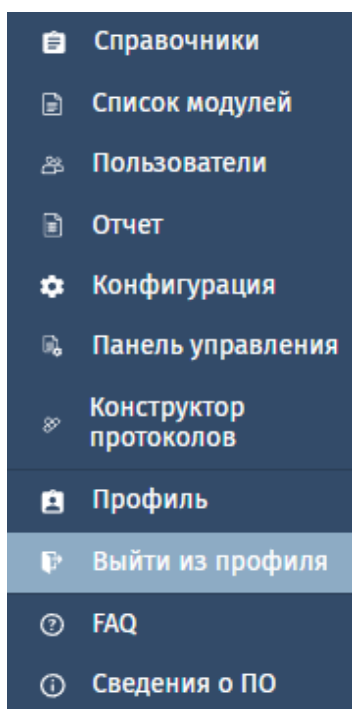 Справочники
Список модулей
Пользователи
Отчет
Конфигурация
Панель управления
Конструктор
протоколов
Профиль
Выйти из профиля
FAQ
Сведения о ПО